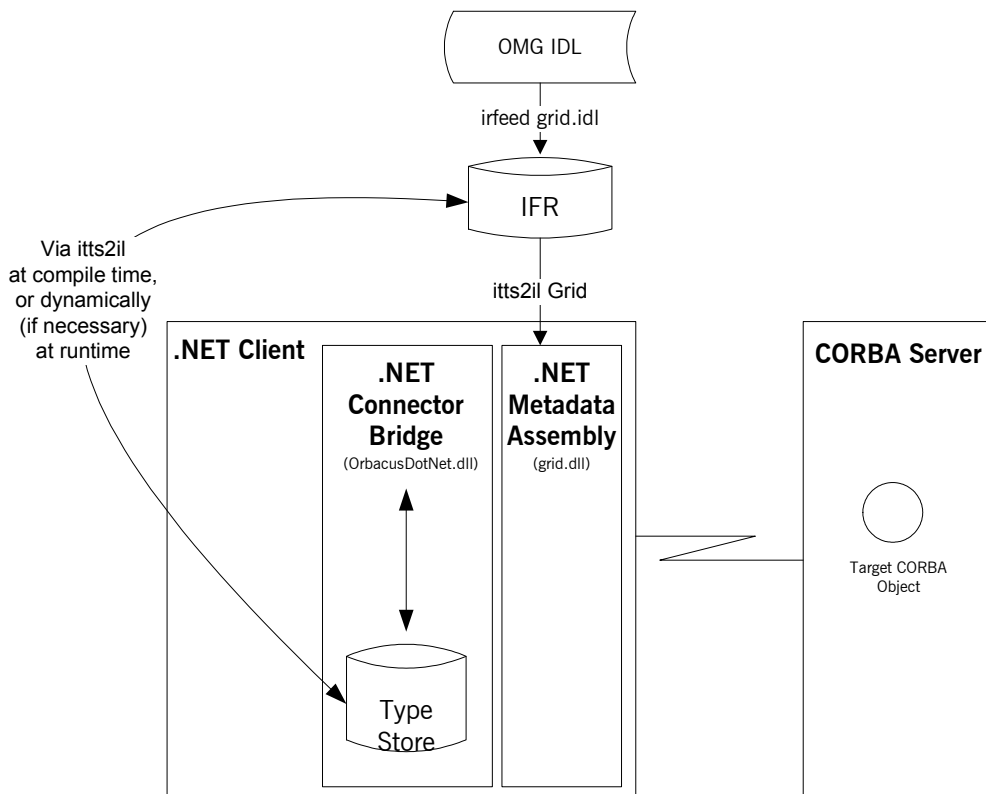 OMG IDL
irfeed grid.idl
IFR
Via itts2il
at compile time,
or dynamically
(if necessary)
at runtime
itts2il Grid
.NET Client
.NET
Connector
Bridge
(OrbacusDotNet.dll)
Type
Store
.NET
Metadata
Assembly
(grid.dll)
CORBA Server
Target CORBA
Object